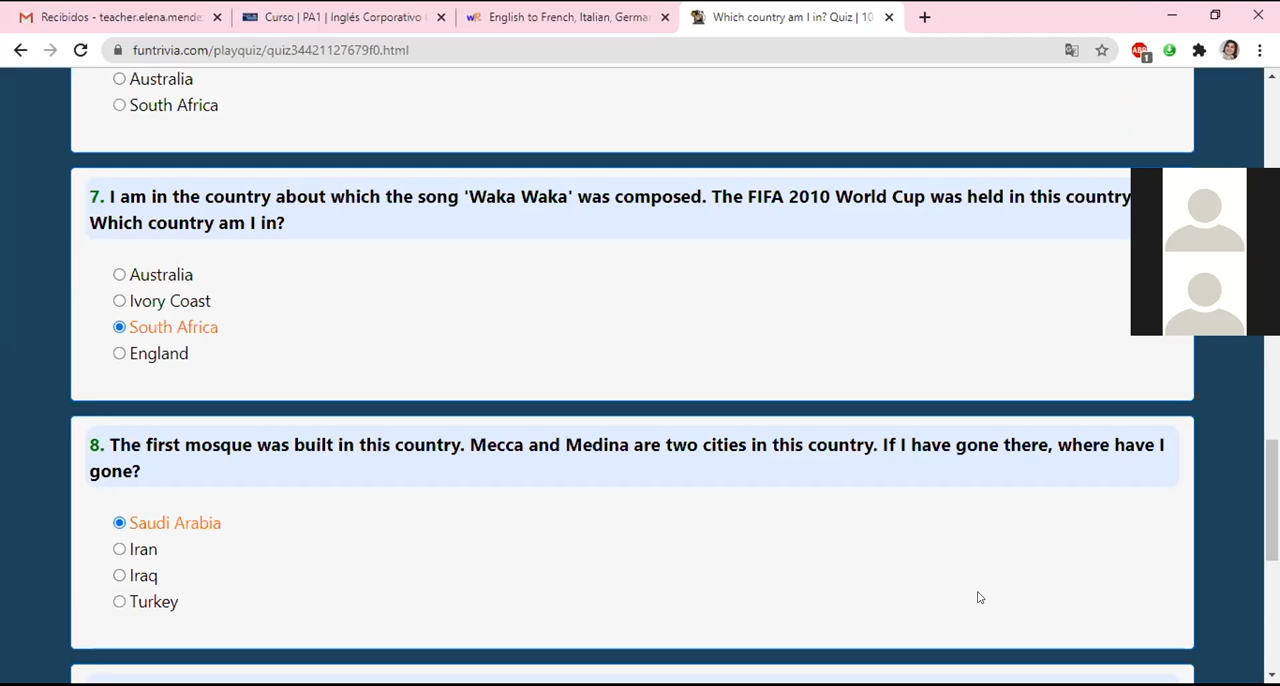 Recibidos - teacher.elena.mende
Curso | PA1 | Inglés Corporativo
English to French, Italian, Germa
Which country am I in? Quiz | 10
funtrivia.com/playquiz/quiz34421127679f0.html
ABP
1
Australia
South Africa
7. I am in the country about which the song 'Waka Waka' was composed. The FIFA 2010 World Cup was held in this country
Which country am I in?
Australia
Ivory Coast
South Africa
England
8. The first mosque was built in this country. Mecca and Medina are two cities in this country. If I have gone there, where have I
gone?
Saudi Arabia
Iran
Iraq
Turkey